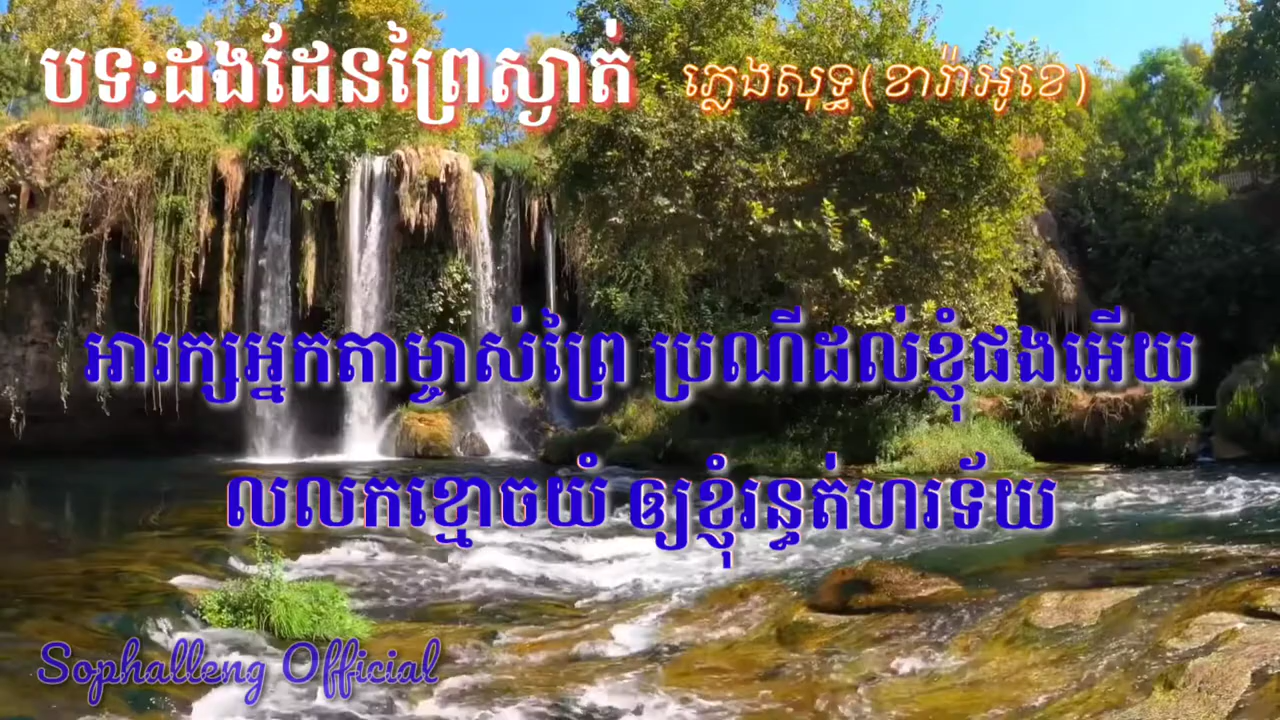 បទ:ដងដែនព្រៃស្ងាត់
ភ្លេងសុទ្ធ(ខារ៉ាអូខេ)
អារក្សអ្នកតាម្ចាស់ព្រៃ ប្រណីដល់ខ្ញុំផងអើយ
លលកខ្មោចយំ ឲ្យខ្ញុំរន្ធត់ហរទ័យ
Sophalleng Official